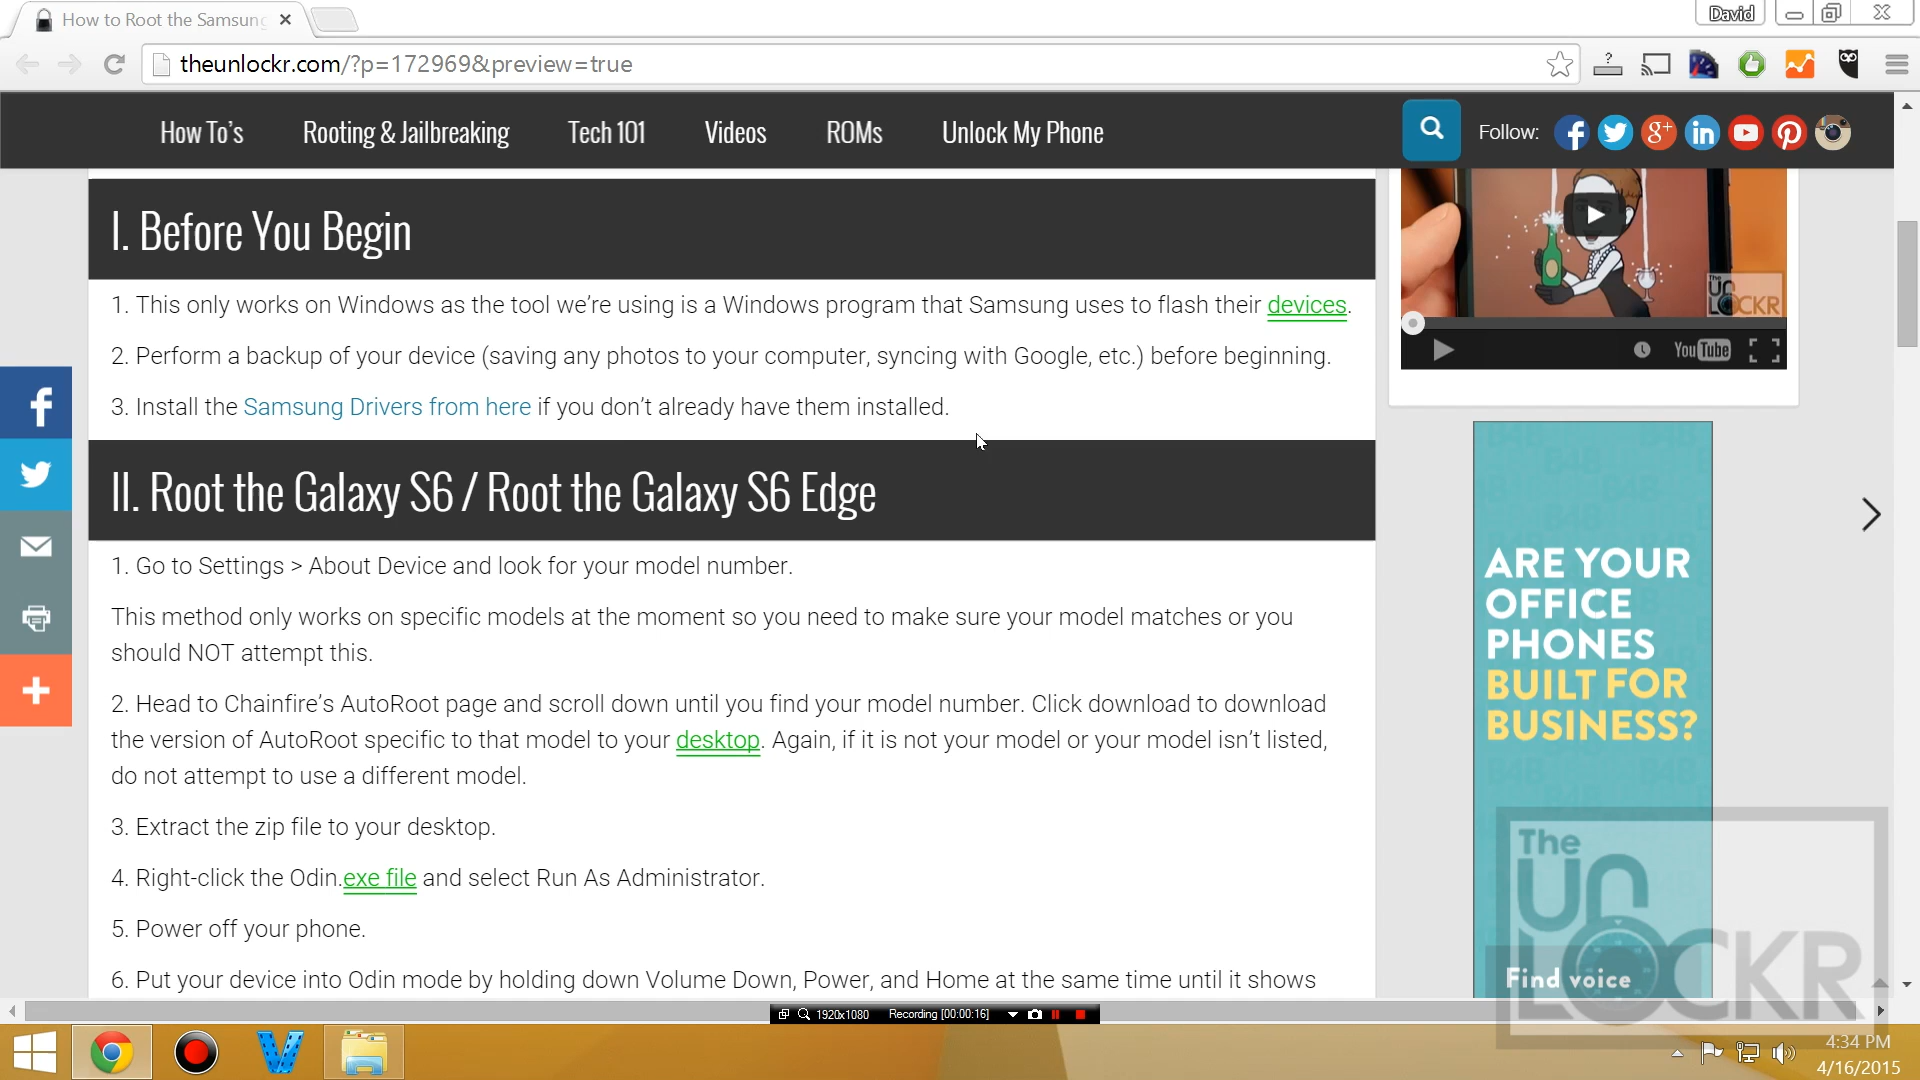 How to Root the Samsung
David
theunlockr.com/?p=172969&preview=true
How To's Rooting & Jailbreaking Tech 101 Videos ROMs Unlock My Phone Follow:
I. Before You Begin
1. This only works on Windows as the tool we're using is a Windows program that Samsung uses to flash their devices.
2. Perform a backup of your device (saving any photos to your computer, syncing with Google, etc.) before beginning.
3. Install the Samsung Drivers from here if you don't already have them installed.
II. Root the Galaxy S6 / Root the Galaxy S6 Edge
1. Go to Settings > About Device and look for your model number.
This method only works on specific models at the moment so you need to make sure your model matches or you
should NOT attempt this.
2. Head to Chainfire's AutoRoot page and scroll down until you find your model number. Click download to download
the version of AutoRoot specific to that model to your desktop. Again, if it is not your model or your model isn't listed,
do not attempt to use a different model.
3. Extract the zip file to your desktop.
4. Right-click the Odin.exe file and select Run As Administrator.
5. Power off your phone.
6. Put your device into Odin mode by holding down Volume Down, Power, and Home at the same time until it shows
The
UN
LOCKR
YouTube
ARE YOUR
OFFICE
PHONES
BUILT FOR
BUSINESS?
Find voice
The
UN
LOCKR
1920x1080 Recording [00:00:16]
4:34 PM
4/16/2015